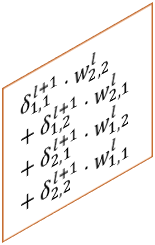 δ_{1,1}^{l+1} · w_{2,2}^{l}
+ δ_{1,2}^{l+1} · w_{2,1}^{l}
+ δ_{2,1}^{l+1} · w_{1,2}^{l}
+ δ_{2,2}^{l+1} · w_{1,1}^{l}